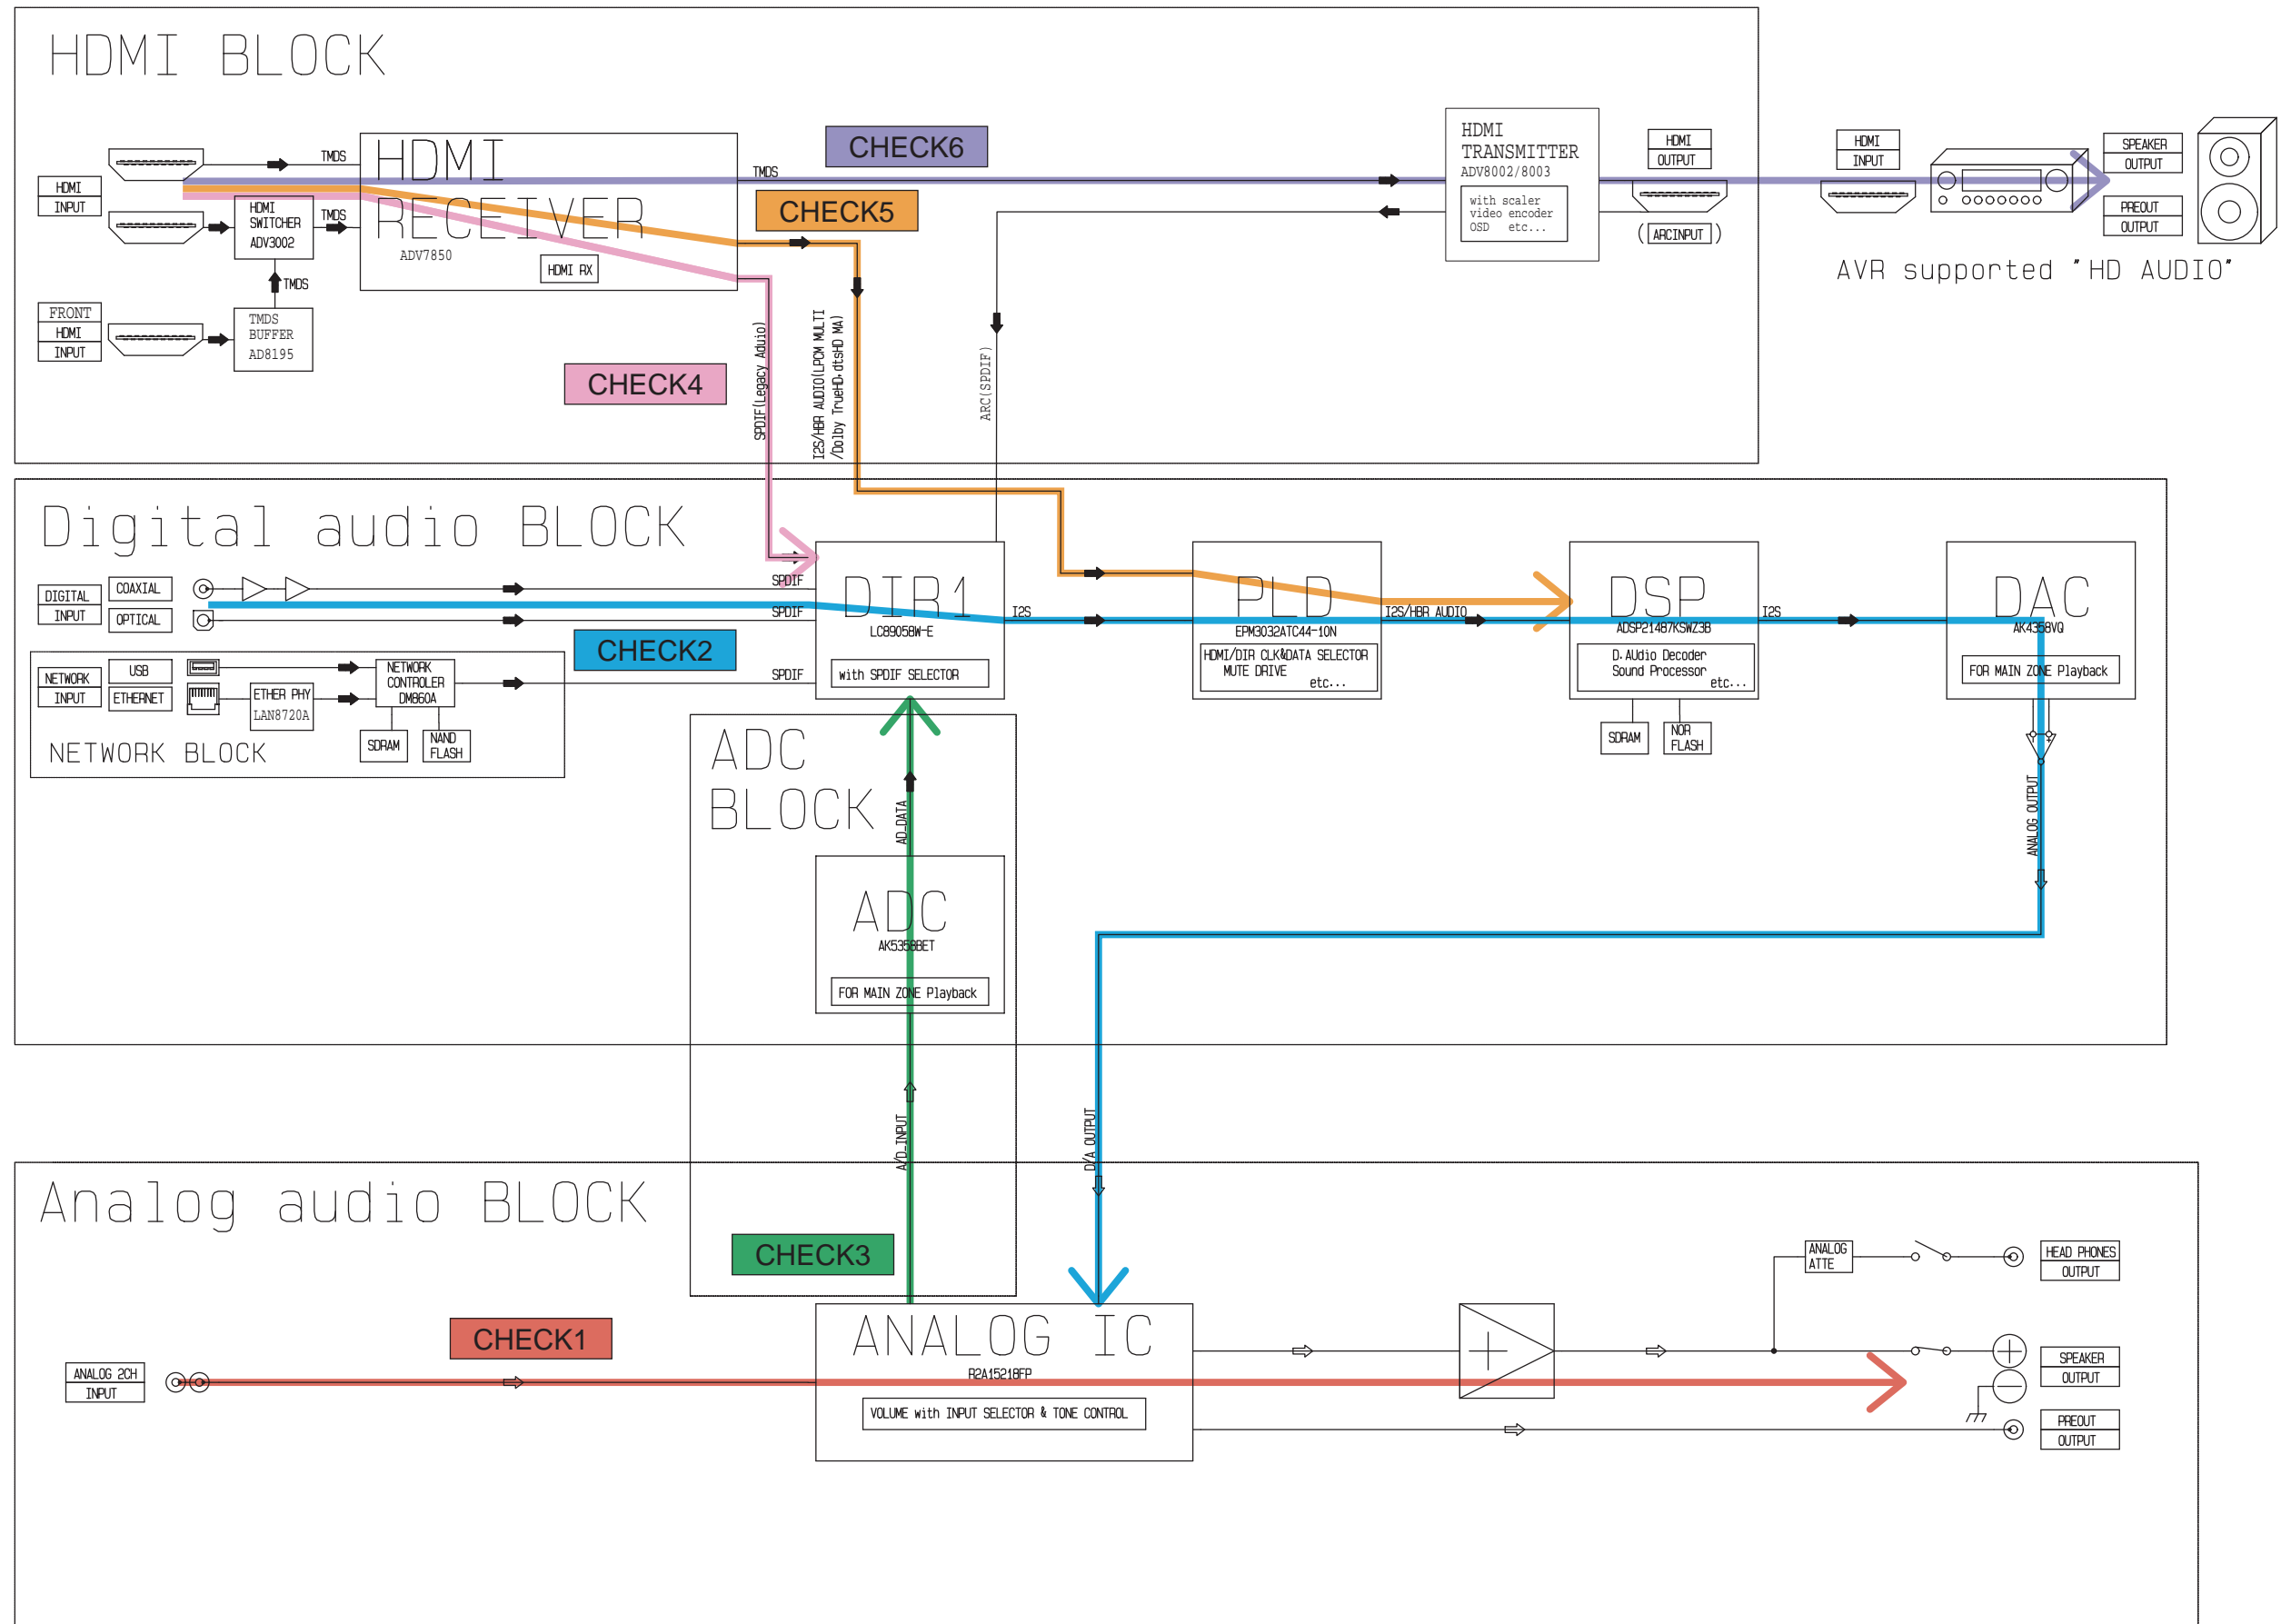 HDMI BLOCK
HDMI
INPUT
TMDS
HDMI
SWITCHER
ADV3002
TMDS
TMDS
FRONT
HDMI
INPUT
TMDS
BUFFER
AD8195
HDMI
RECEIVER
ADV7850
HDMI RX
CHECK6
TMDS
CHECK5
CHECK4
SPDIF(Legacy Aduio)
I2S/HBR AUDIO(LPCM MULTI
/Dolby TrueHD·dtsHD MA)
ARC(SPDIF)
HDMI
TRANSMITTER
ADV8002/8003
with scaler
video encoder
OSD etc...
HDMI
OUTPUT
(ARCINPUT)
HDMI
INPUT
SPEAKER
OUTPUT
PREOUT
OUTPUT
AVR supported "HD AUDIO"
Digital audio BLOCK
DIGITAL
INPUT
COAXIAL
OPTICAL
SPDIF
SPDIF
CHECK2
NETWORK
INPUT
USB
ETHERNET
ETHER PHY
LAN8720A
NETWORK
CONTROLER
DM860A
SDRAM
NAND
FLASH
NETWORK BLOCK
SPDIF
DIR1
LC89058W-E
with SPDIF SELECTOR
I2S
PLD
EPM3032ATC44-10N
HDMI/DIR CLK&DATA SELECTOR
MUTE DRIVE
etc...
I2S/HBR AUDIO
DSP
ADSP21487KSWZ3B
D.AUdio Decoder
Sound Processor
etc...
SDRAM
NOR
FLASH
I2S
DAC
AK4358VQ
FOR MAIN ZONE Playback
- +
ANALOG OUTPUT
ADC
BLOCK
AD_DATA
ADC
AK5358BET
FOR MAIN ZONE Playback
A/D_INPUT
D/A OUTPUT
Analog audio BLOCK
CHECK3
CHECK1
ANALOG 2CH
INPUT
ANALOG IC
R2A15218FP
VOLUME with INPUT SELECTOR & TONE CONTROL
ANALOG
ATTE
HEAD PHONES
OUTPUT
SPEAKER
OUTPUT
PREOUT
OUTPUT